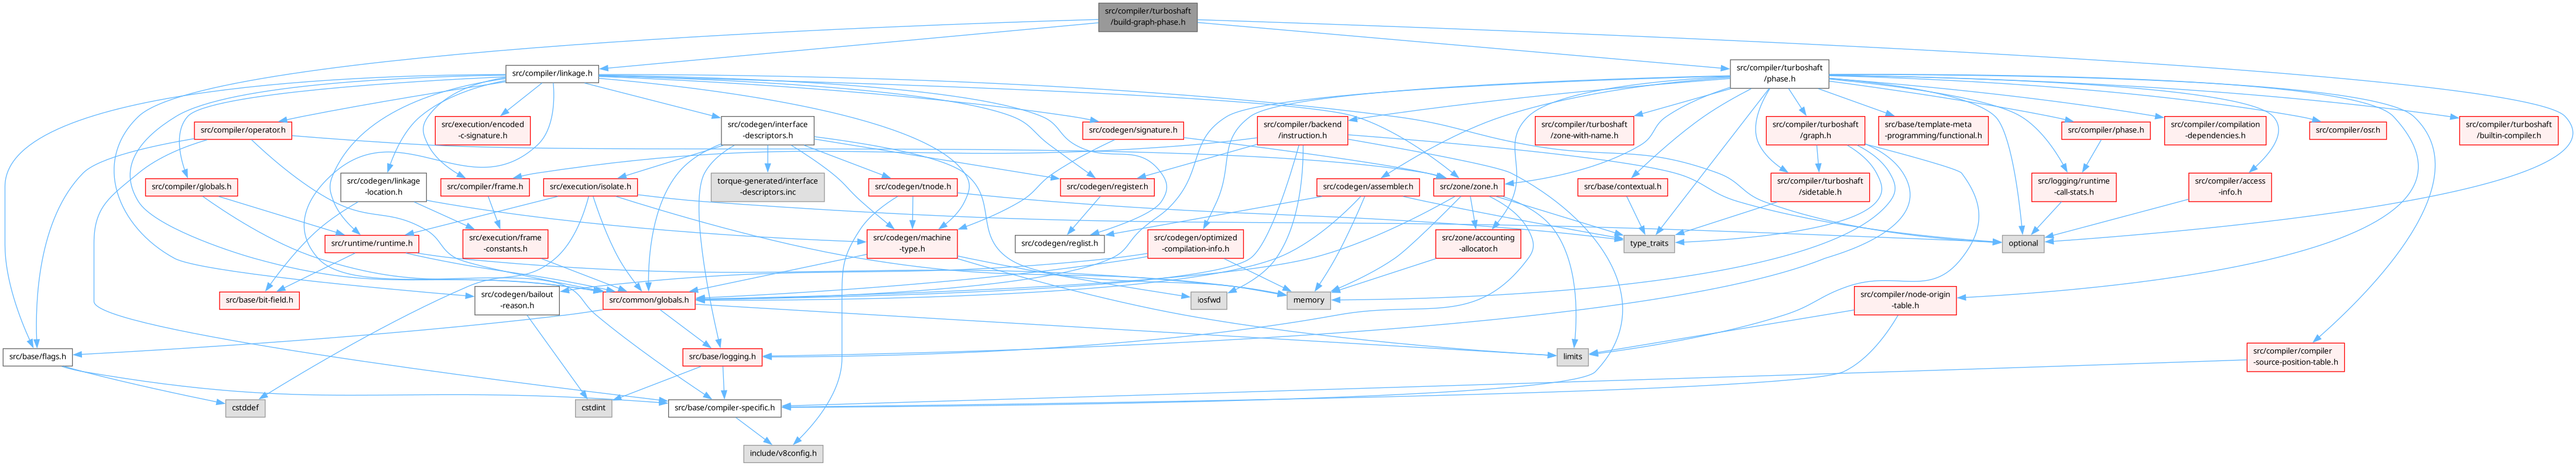 src/compiler/turboshaft
/build-graph-phase.h
src/compiler/linkage.h
src/compiler/turboshaft
/phase.h
src/compiler/operator.h
src/execution/encoded
-c-signature.h
src/codegen/interface
-descriptors.h
src/codegen/signature.h
src/compiler/backend
/instruction.h
src/compiler/turboshaft
/zone-with-name.h
src/compiler/turboshaft
/graph.h
src/base/template-meta
-programming/functional.h
src/compiler/phase.h
src/compiler/compilation
-dependencies.h
src/compiler/osr.h
src/compiler/turboshaft
/builtin-compiler.h
src/compiler/globals.h
src/codegen/linkage
-location.h
src/compiler/frame.h
src/execution/isolate.h
torque-generated/interface
-descriptors.inc
src/codegen/tnode.h
src/codegen/register.h
src/codegen/assembler.h
src/zone/zone.h
src/base/contextual.h
src/compiler/turboshaft
/sidetable.h
src/logging/runtime
-call-stats.h
src/compiler/access
-info.h
src/runtime/runtime.h
src/execution/frame
-constants.h
src/codegen/machine
-type.h
src/codegen/reglist.h
src/codegen/optimized
-compilation-info.h
src/zone/accounting
-allocator.h
type_traits
optional
src/base/bit-field.h
src/codegen/bailout
-reason.h
src/common/globals.h
iosfwd
memory
src/compiler/node-origin
-table.h
src/base/flags.h
src/base/logging.h
limits
src/compiler/compiler
-source-position-table.h
cstddef
cstdint
src/base/compiler-specific.h
include/v8config.h